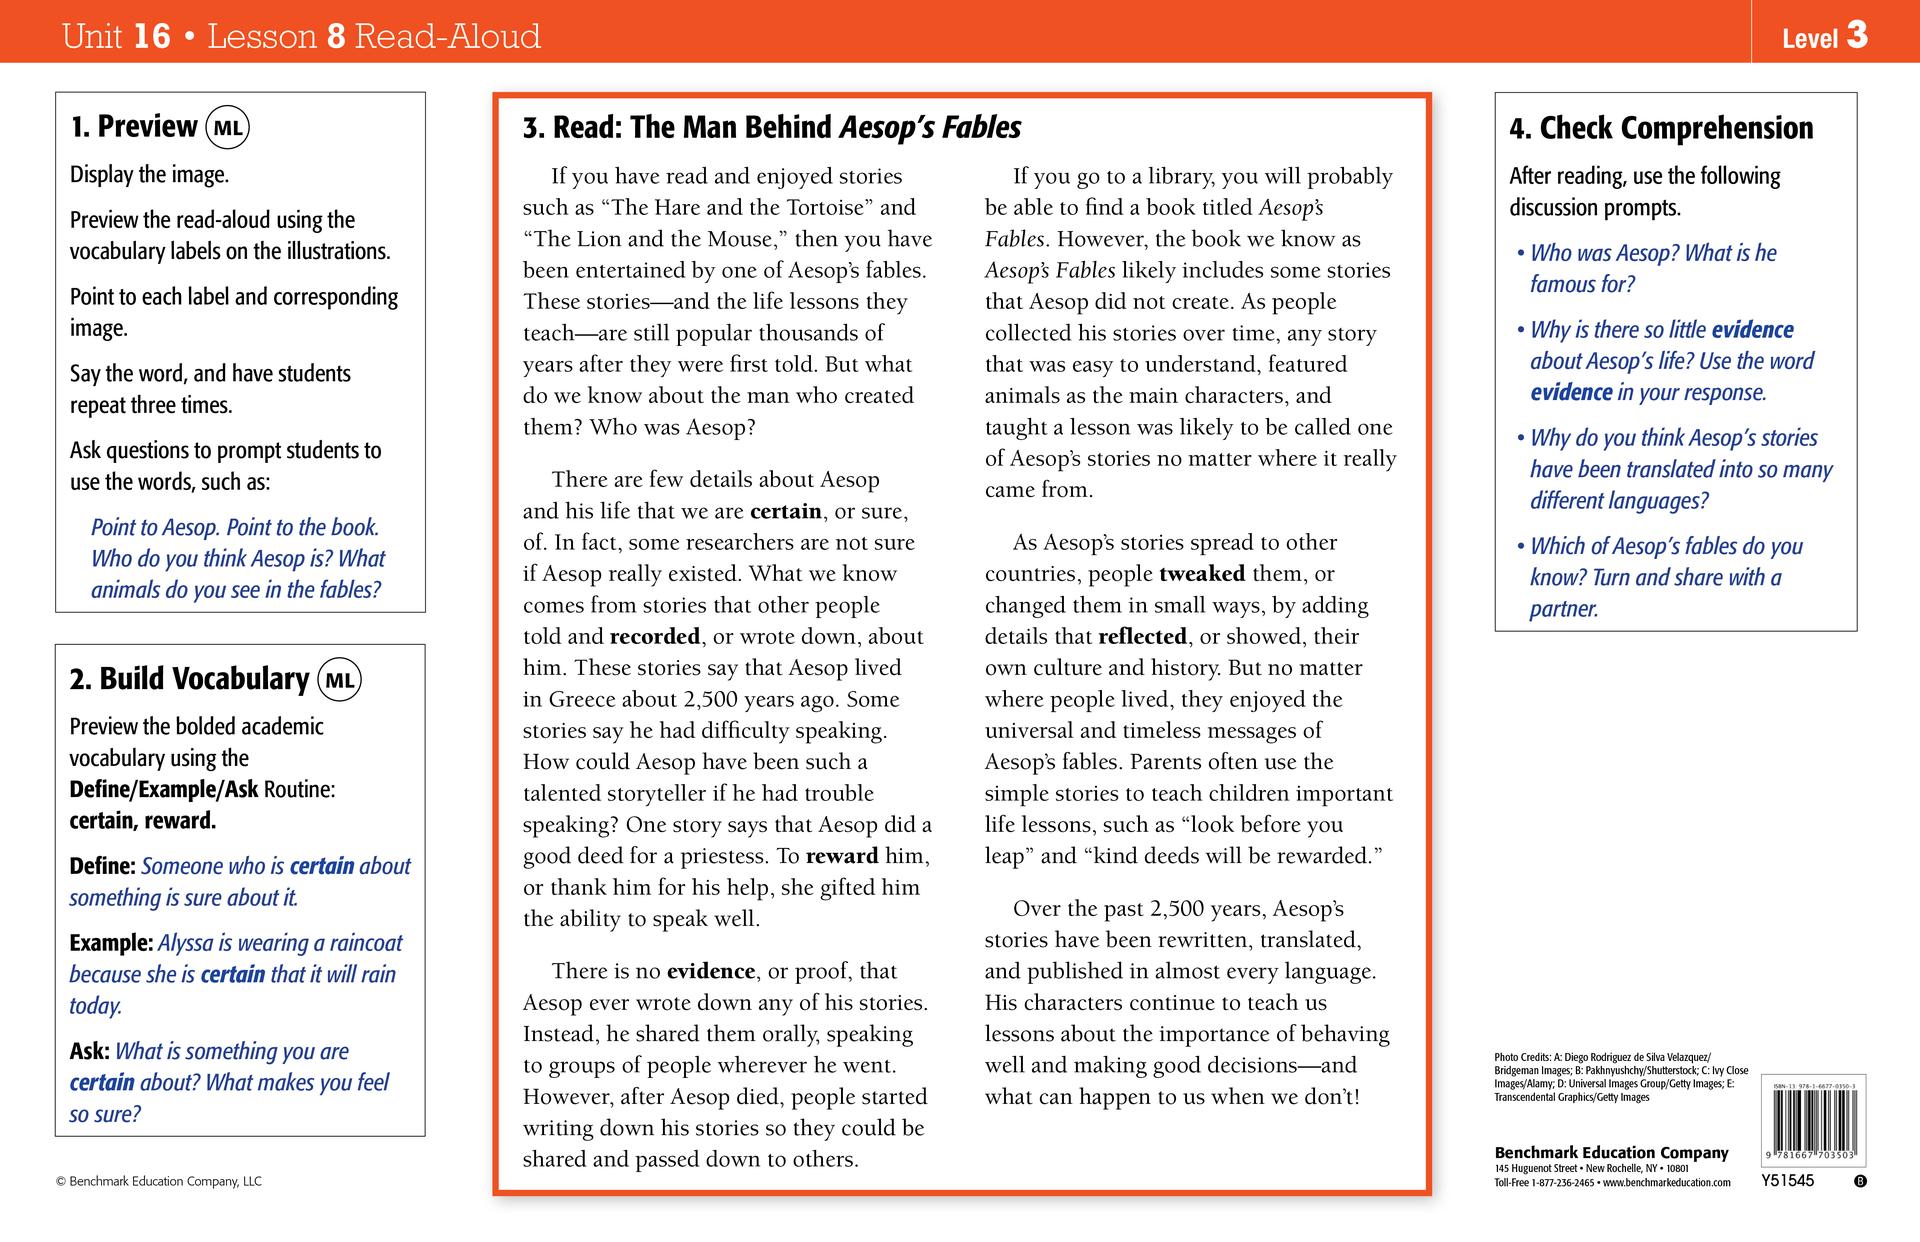 Unit 16 • Lesson 8 Read-Aloud
Level 3
1. Preview ML
Display the image.
Preview the read-aloud using the
vocabulary labels on the illustrations.
Point to each label and corresponding
image.
Say the word, and have students
repeat three times.
Ask questions to prompt students to
use the words, such as:
Point to Aesop. Point to the book.
Who do you think Aesop is? What
animals do you see in the fables?
2. Build Vocabulary ML
Preview the bolded academic
vocabulary using the
Define/Example/Ask Routine:
certain, reward.
Define: Someone who is certain about
something is sure about it.
Example: Alyssa is wearing a raincoat
because she is certain that it will rain
today.
Ask: What is something you are
certain about? What makes you feel
so sure?
© Benchmark Education Company, LLC
3. Read: The Man Behind Aesop's Fables
If you have read and enjoyed stories
such as “The Hare and the Tortoise” and
“The Lion and the Mouse,” then you have
been entertained by one of Aesop's fables.
These stories—and the life lessons they
teach—are still popular thousands of
years after they were first told. But what
do we know about the man who created
them? Who was Aesop?
There are few details about Aesop
and his life that we are certain, or sure,
of. In fact, some researchers are not sure
if Aesop really existed. What we know
comes from stories that other people
told and recorded, or wrote down, about
him. These stories say that Aesop lived
in Greece about 2,500 years ago. Some
stories say he had difficulty speaking.
How could Aesop have been such a
talented storyteller if he had trouble
speaking? One story says that Aesop did a
good deed for a priestess. To reward him,
or thank him for his help, she gifted him
the ability to speak well.
There is no evidence, or proof, that
Aesop ever wrote down any of his stories.
Instead, he shared them orally, speaking
to groups of people wherever he went.
However, after Aesop died, people started
writing down his stories so they could be
shared and passed down to others.
If you go to a library, you will probably
be able to find a book titled Aesop's
Fables. However, the book we know as
Aesop's Fables likely includes some stories
that Aesop did not create. As people
collected his stories over time, any story
that was easy to understand, featured
animals as the main characters, and
taught a lesson was likely to be called one
of Aesop's stories no matter where it really
came from.
As Aesop's stories spread to other
countries, people tweaked them, or
changed them in small ways, by adding
details that reflected, or showed, their
own culture and history. But no matter
where people lived, they enjoyed the
universal and timeless messages of
Aesop's fables. Parents often use the
simple stories to teach children important
life lessons, such as “look before you
leap” and “kind deeds will be rewarded.”
Over the past 2,500 years, Aesop's
stories have been rewritten, translated,
and published in almost every language.
His characters continue to teach us
lessons about the importance of behaving
well and making good decisions—and
what can happen to us when we don't!
4. Check Comprehension
After reading, use the following
discussion prompts.
• Who was Aesop? What is he
famous for?
• Why is there so little evidence
about Aesop's life? Use the word
evidence in your response.
• Why do you think Aesop's stories
have been translated into so many
different languages?
• Which of Aesop's fables do you
know? Turn and share with a
partner.
Photo Credits: A: Diego Rodriguez de Silva Velazquez/
Bridgeman Images; B: Pakhnyushchy/Shutterstock; C: Ivy Close
Images/Alamy; D: Universal Images Group/Getty Images; E:
Transcendental Graphics/Getty Images
Benchmark Education Company
145 Huguenot Street • New Rochelle, NY • 10801
Toll-Free 1-877-236-2465 • www.benchmarkeducation.com
ISBN-13 978-1-6677-0350-3
9 781667 703503
Y51545
B